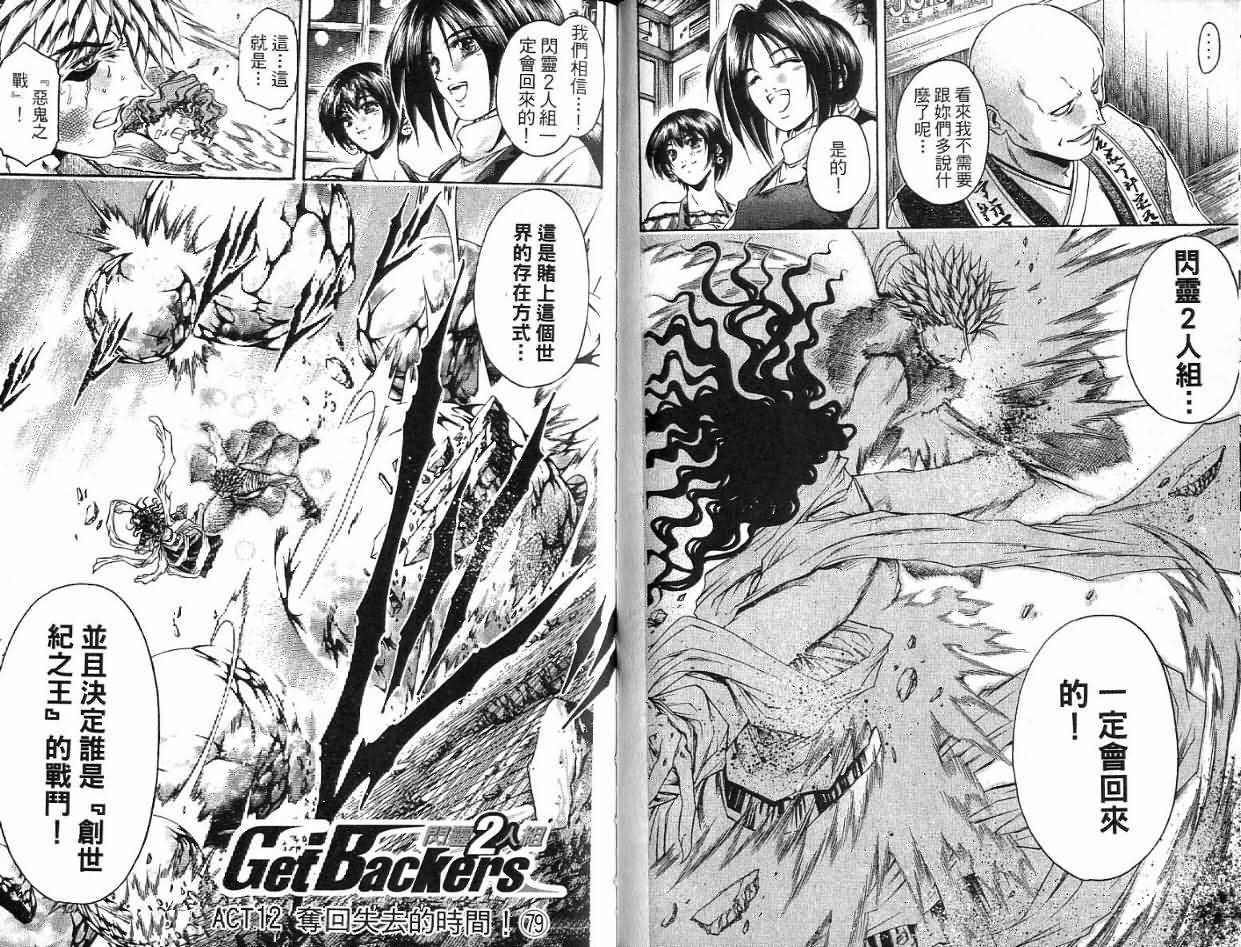 ⋯⋯
看來我不需要
跟妳們多說什
麼了呢⋯
是的！
閃靈2人組⋯
一定會回來
的！
我們相信⋯！
閃靈2人組一
定會回來的！
這⋯這
就是⋯
『惡鬼之
戰』！
這是賭上這個世
界的存在方式⋯
並且決定誰是『創世
紀之王』的戰鬥！
閃靈2人組
GetBackers
ACT12 奪回失去的時間！79